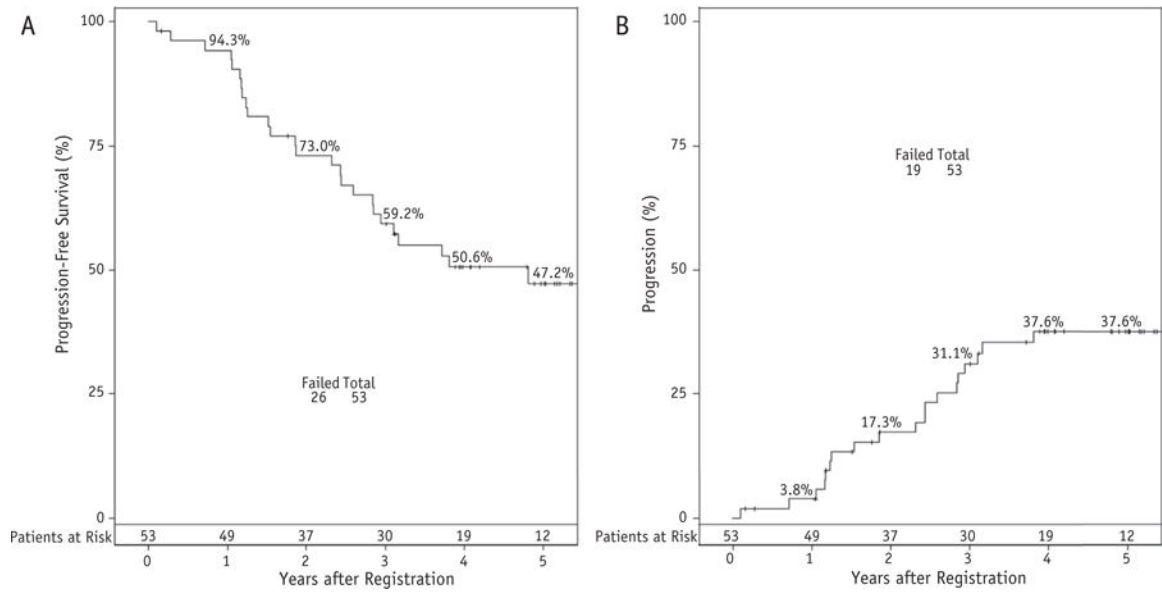 A
100
75
50
25
0
Progression-Free Survival (%)
94.3%
73.0%
59.2%
50.6%
47.2%
Failed Total
26 53
Patients at Risk 53 49 37 30 19 12
0 1 2 3 4 5
Years after Registration
B
100
75
50
25
0
Progression (%)
Failed Total
19 53
3.8%
17.3%
31.1%
37.6%
37.6%
Patients at Risk 53 49 37 30 19 12
0 1 2 3 4 5
Years after Registration